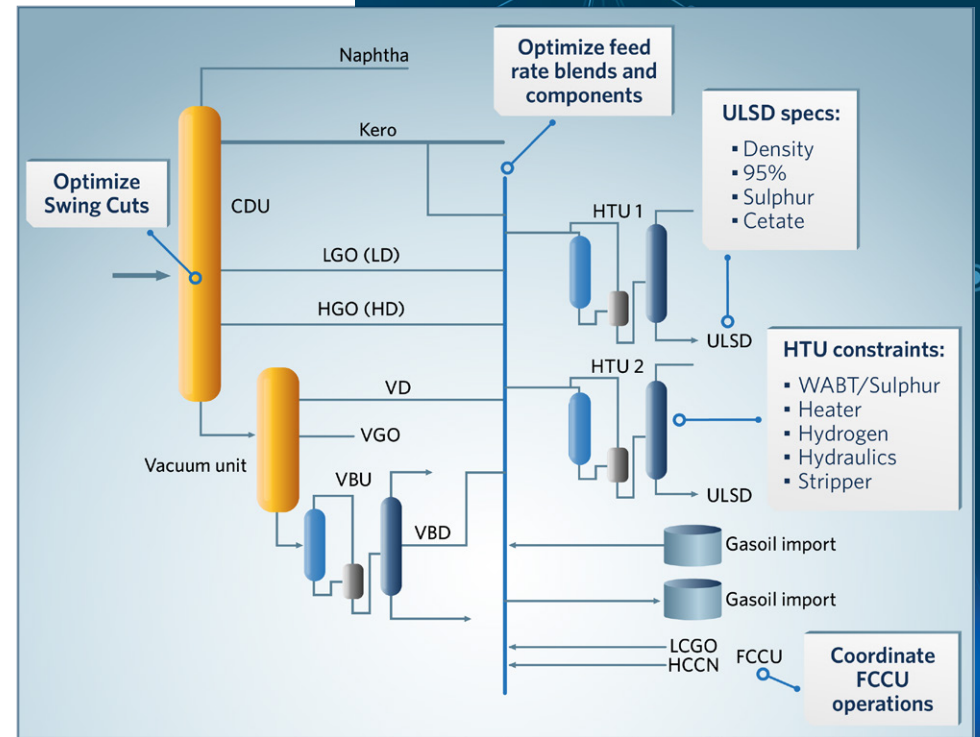 Naphtha
Optimize feed
rate blends and
components
Kero
ULSD specs:
▪ Density
▪ 95%
▪ Sulphur
▪ Cetate
Optimize
Swing Cuts
CDU
HTU 1
LGO (LD)
HGO (HD)
ULSD
HTU constraints:
▪ WABT/Sulphur
▪ Heater
▪ Hydrogen
▪ Hydraulics
▪ Stripper
HTU 2
VD
VGO
Vacuum unit
VBU
ULSD
VBD
Gasoil import
Gasoil import
LCGO
HCCN
FCCU
Coordinate
FCCU
operations